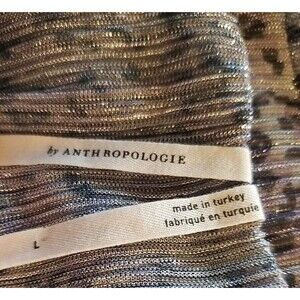 by ANTHROPOLOGIE
made in turkey
fabriqué en turquie
L